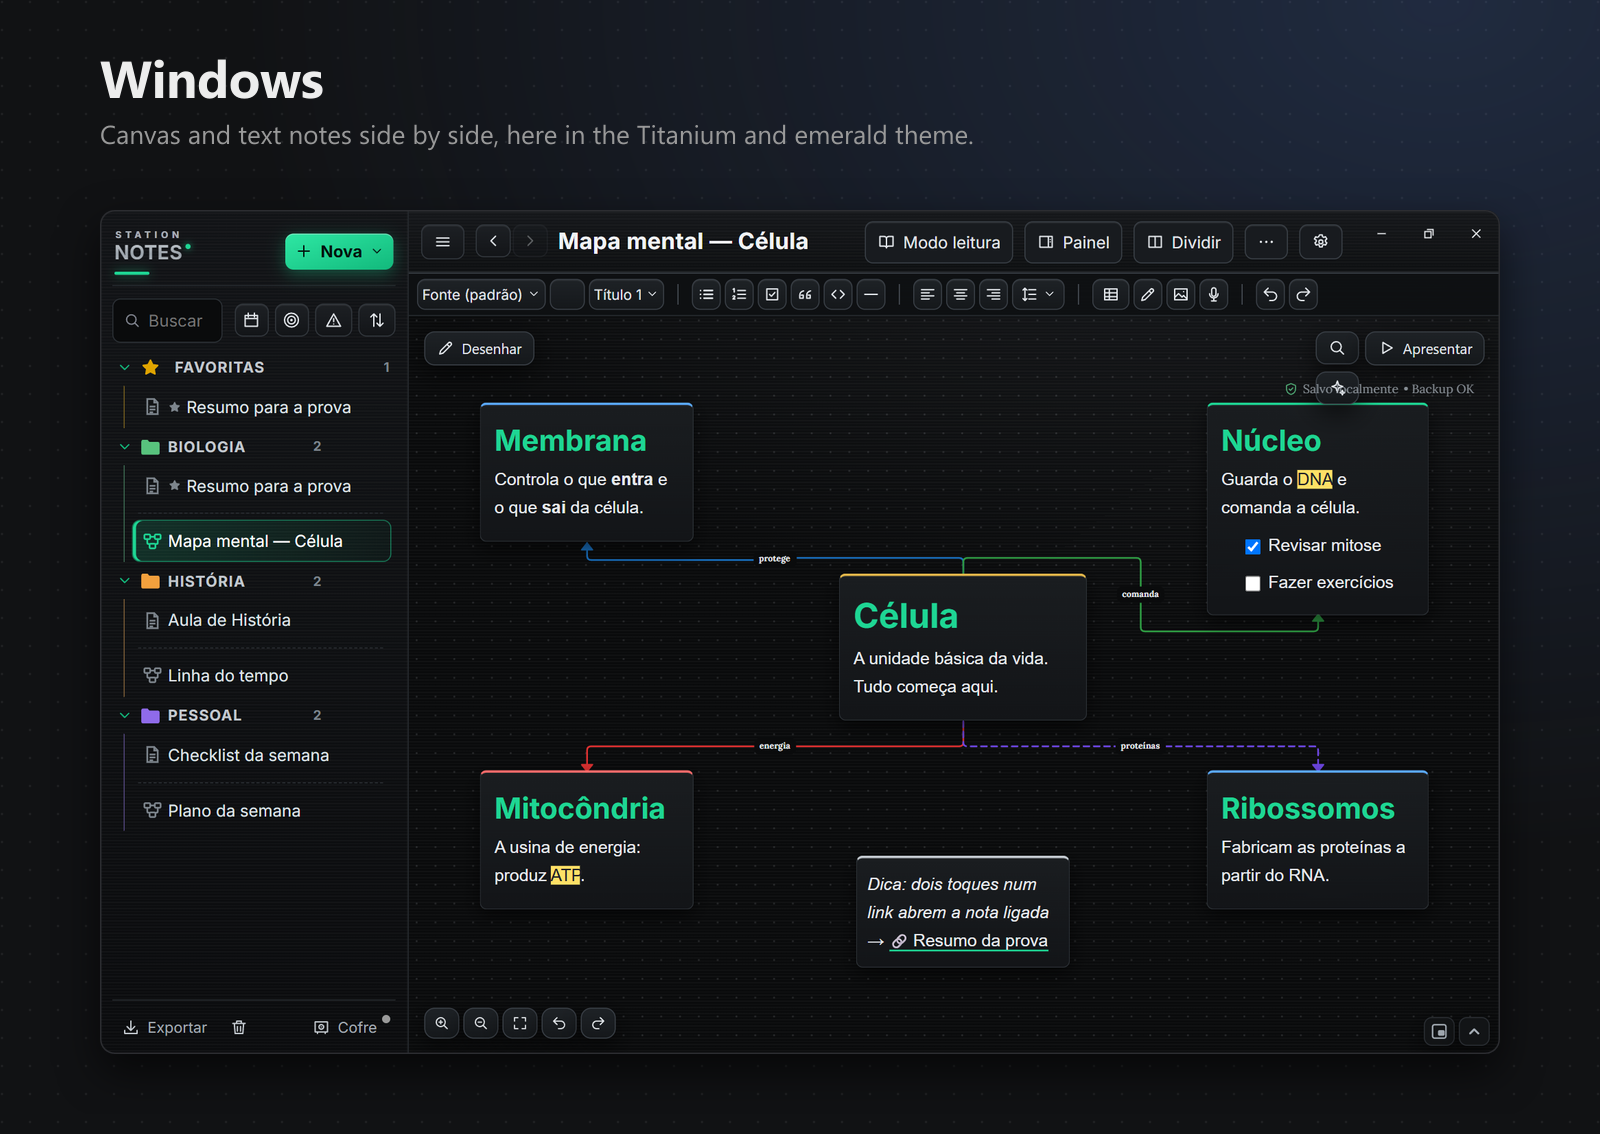 Windows
Canvas and text notes side by side, here in the Titanium and emerald theme.
STATION
NOTES
Nova
Buscar
FAVORITAS 1
Resumo para a prova
BIOLOGIA 2
Resumo para a prova
Mapa mental — Célula
HISTÓRIA 2
Aula de História
Linha do tempo
PESSOAL 2
Checklist da semana
Plano da semana
Exportar
Cofre
Mapa mental — Célula
Modo leitura
Painel
Dividir
Fonte (padrão)
Título 1
Desenhar
Apresentar
Salvo localmente • Backup OK
Membrana
Controla o que entra e
o que sai da célula.
Núcleo
Guarda o DNA e
comanda a célula.
Revisar mitose
Fazer exercícios
protege
comanda
Célula
A unidade básica da vida.
Tudo começa aqui.
energia
proteínas
Mitocôndria
A usina de energia:
produz ATP.
Dica: dois toques num
link abrem a nota ligada
→ Resumo da prova
Ribossomos
Fabricam as proteínas a
partir do RNA.